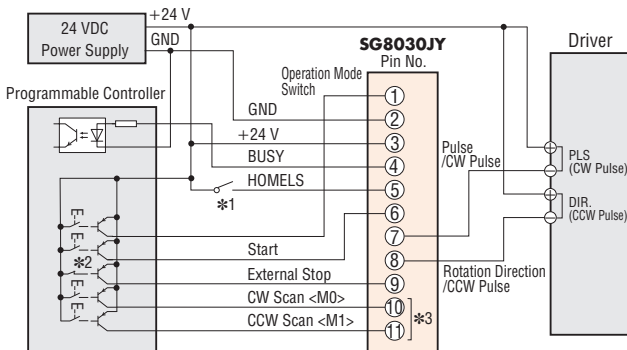 24 VDC
Power Supply
+24 V
GND
SG8030JY
Pin No.
Driver
Programmable Controller
Operation Mode
Switch
1
GND
2
+24 V
3
BUSY
4
HOMELS
5
*1
6
Pulse
/CW Pulse
7
Start
8
*2
External Stop
9
Rotation Direction
/CCW Pulse
CW Scan <M0>
10
*3
CCW Scan <M1>
11
+
PLS
(CW Pulse)
−
+
DIR.
(CCW Pulse)
−